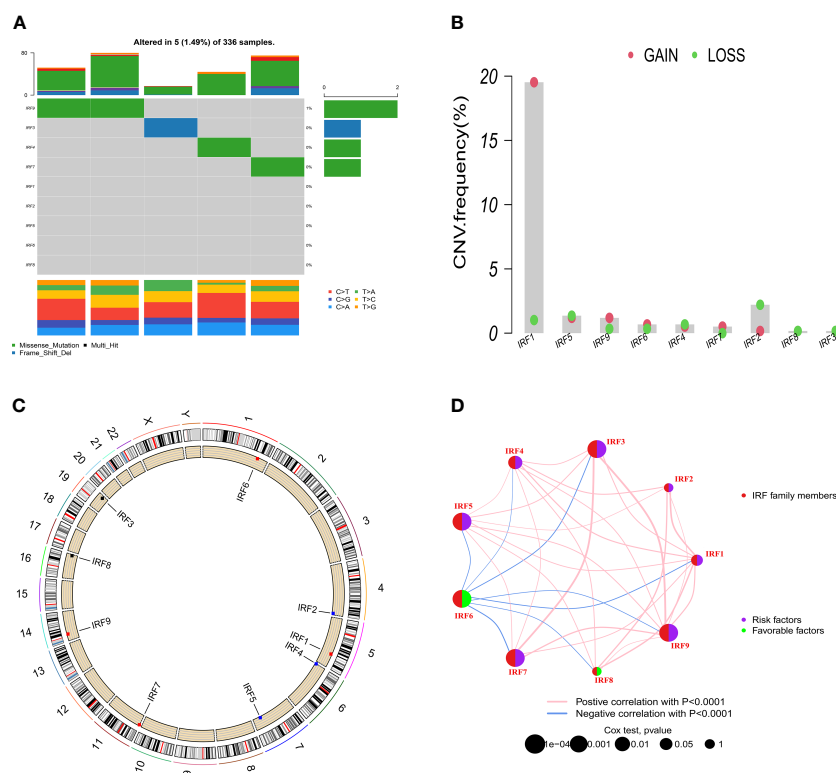 A
Altered in 5 (1.49%) of 336 samples.
80
0
0
2
IRF9
1%
IRF3
0%
IRF4
0%
IRF7
0%
IRF1
0%
IRF2
0%
IRF5
0%
IRF6
0%
IRF8
0%
C>T
T>A
C>G
T>C
C>A
T>G
Missense_Mutation
Multi_Hit
Frame_Shift_Del
B
GAIN
LOSS
CNV.frequency(%)
20
15
10
5
0
IRF1
IRF5
IRF9
IRF6
IRF4
IRF7
IRF2
IRF8
IRF3
C
1
2
3
4
5
6
7
8
9
10
11
12
13
14
15
16
17
18
19
20
21
22
X
Y
IRF6
IRF3
IRF8
IRF9
IRF7
IRF5
IRF4
IRF1
IRF2
D
IRF3
IRF4
IRF2
IRF5
IRF1
IRF6
IRF9
IRF7
IRF8
IRF family members
Risk factors
Favorable factors
Postive correlation with P<0.0001
Negative correlation with P<0.0001
Cox test, pvalue
1e-04
0.001
0.01
0.05
1